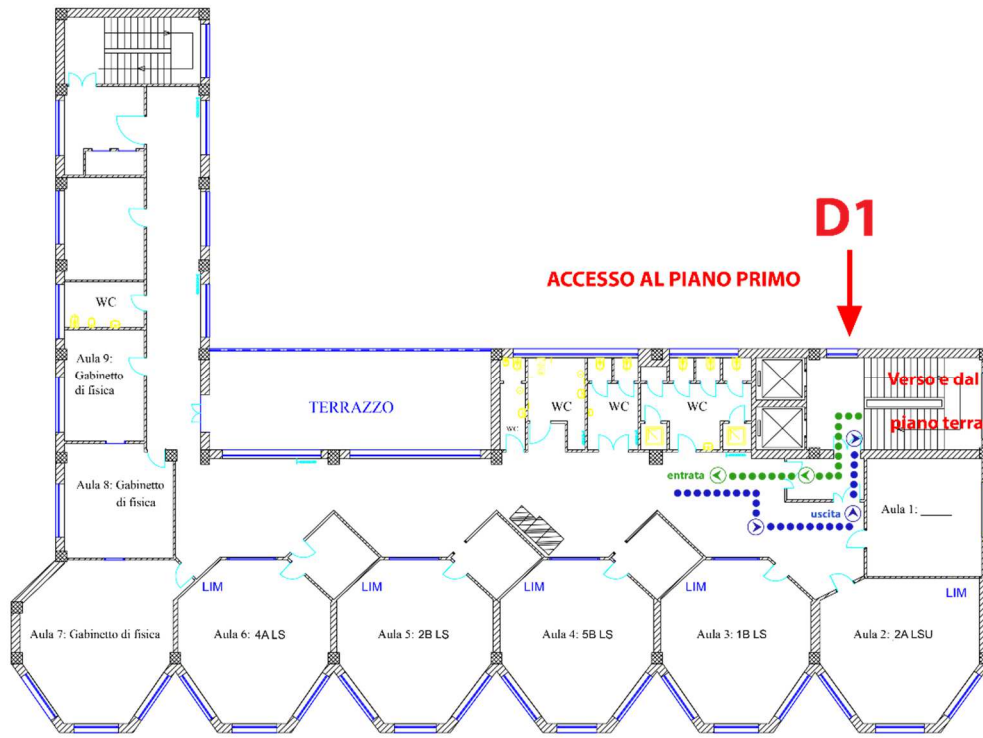 D1
ACCESSO AL PIANO PRIMO
WC
Aula 9:
Gabinetto
di fisica
TERRAZZO
WC
WC
WC
WC
Verso e dal
piano terra
entrata
uscita
Aula 8: Gabinetto
di fisica
Aula 1: _____
LIM
LIM
LIM
LIM
LIM
Aula 7: Gabinetto di fisica
Aula 6: 4A LS
Aula 5: 2B LS
Aula 4: 5B LS
Aula 3: 1B LS
Aula 2: 2A LSU